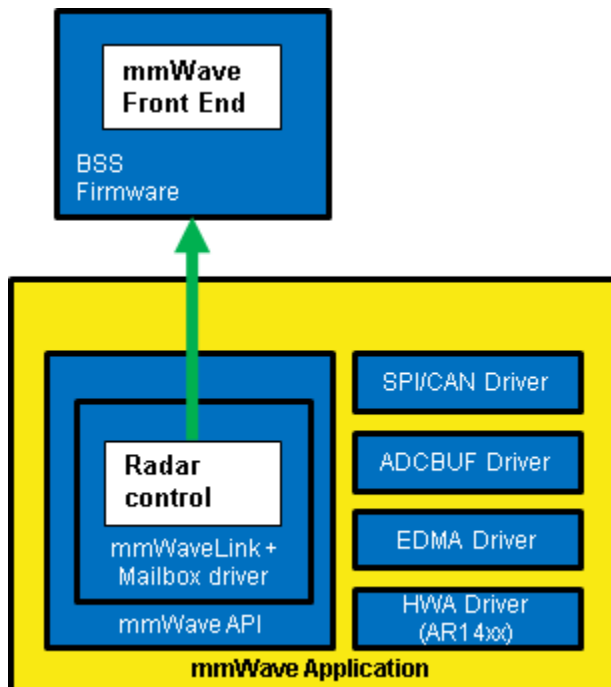 mmWave
Front End
BSS
Firmware
Radar
control
mmWaveLink +
Mailbox driver
mmWave API
SPI/CAN Driver
ADCBUF Driver
EDMA Driver
HWA Driver
(AR14xx)
mmWave Application